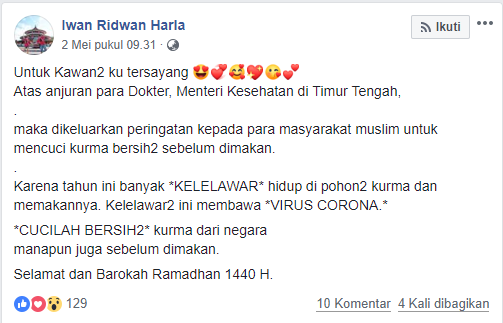 Iwan Ridwan Harla
Ikuti
2 Mei pukul 09.31 ·
Untuk Kawan2 ku tersayang 😍💕🥰💖😘💕
Atas anjuran para Dokter, Menteri Kesehatan di Timur Tengah,
.
maka dikeluarkan peringatan kepada para masyarakat muslim untuk
mencuci kurma bersih2 sebelum dimakan.
.
Karena tahun ini banyak *KELELAWAR* hidup di pohon2 kurma dan
memakannya. Kelelawar2 ini membawa *VIRUS CORONA.*
*CUCILAH BERSIH2* kurma dari negara
manapun juga sebelum dimakan.
Selamat dan Barokah Ramadhan 1440 H.
129
10 Komentar 4 Kali dibagikan